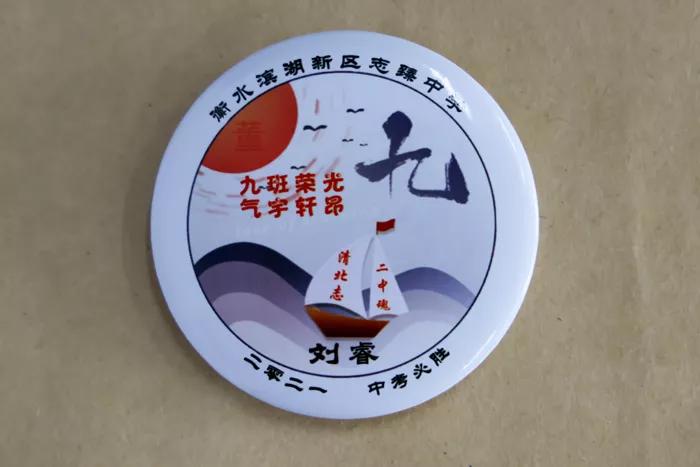 衡水滨湖新区志臻中学
董
九
九班荣光
气宇轩昂
清北志
二中魂
刘睿
二零二一 中考必胜